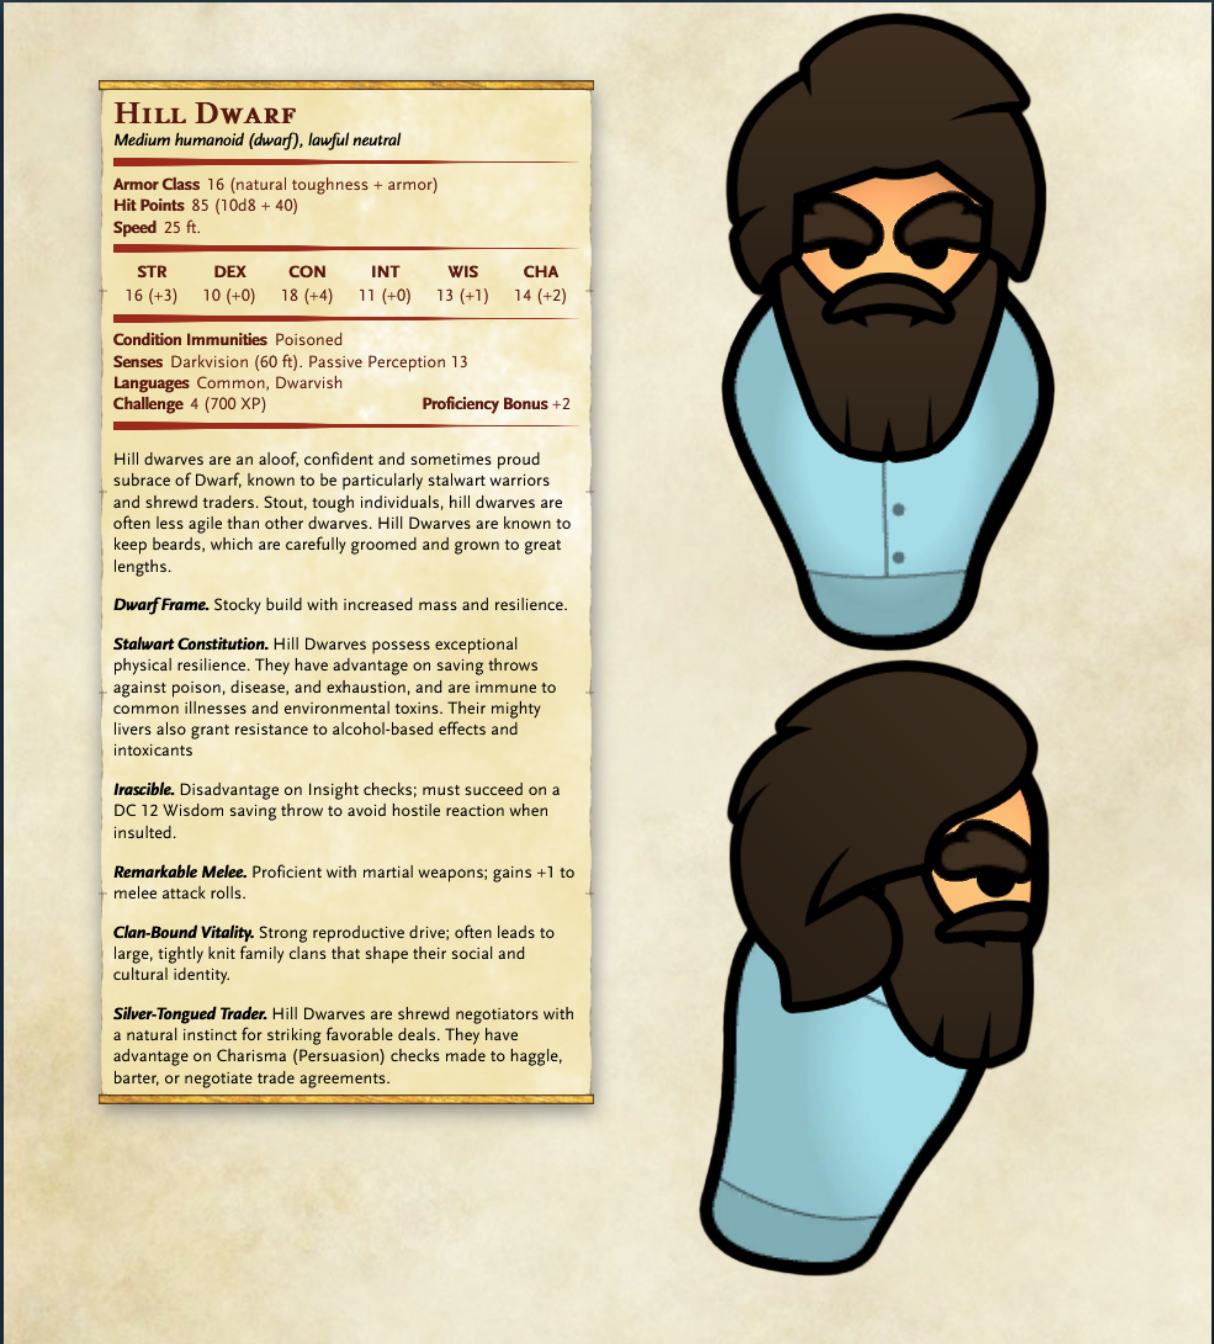 Hill Dwarf
Medium humanoid (dwarf), lawful neutral
Armor Class 16 (natural toughness + armor)
Hit Points 85 (10d8 + 40)
Speed 25 ft.
STR DEX CON INT WIS CHA
16 (+3) 10 (+0) 18 (+4) 11 (+0) 13 (+1) 14 (+2)
Condition Immunities Poisoned
Senses Darkvision (60 ft). Passive Perception 13
Languages Common, Dwarvish
Challenge 4 (700 XP) Proficiency Bonus +2
Hill dwarves are an aloof, confident and sometimes proud
subrace of Dwarf, known to be particularly stalwart warriors
and shrewd traders. Stout, tough individuals, hill dwarves are
often less agile than other dwarves. Hill Dwarves are known to
keep beards, which are carefully groomed and grown to great
lengths.
Dwarf Frame. Stocky build with increased mass and resilience.
Stalwart Constitution. Hill Dwarves possess exceptional
physical resilience. They have advantage on saving throws
against poison, disease, and exhaustion, and are immune to
common illnesses and environmental toxins. Their mighty
livers also grant resistance to alcohol-based effects and
intoxicants
Irascible. Disadvantage on Insight checks; must succeed on a
DC 12 Wisdom saving throw to avoid hostile reaction when
insulted.
Remarkable Melee. Proficient with martial weapons; gains +1 to
melee attack rolls.
Clan-Bound Vitality. Strong reproductive drive; often leads to
large, tightly knit family clans that shape their social and
cultural identity.
Silver-Tongued Trader. Hill Dwarves are shrewd negotiators with
a natural instinct for striking favorable deals. They have
advantage on Charisma (Persuasion) checks made to haggle,
barter, or negotiate trade agreements.